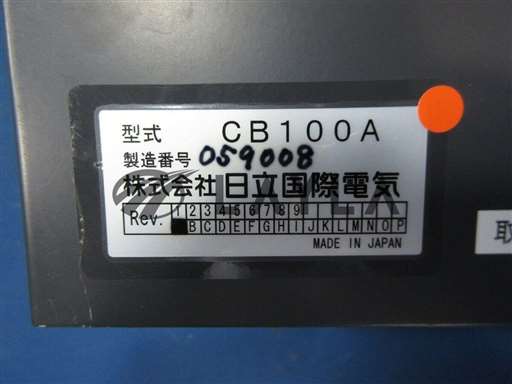 型式 CB100A
製造番号 059008
株式会社 日立国際電気
Rev. 1 2 3 4 5 6 7 8 9
B C D E F G H I J K L M N O P
MADE IN JAPAN
取